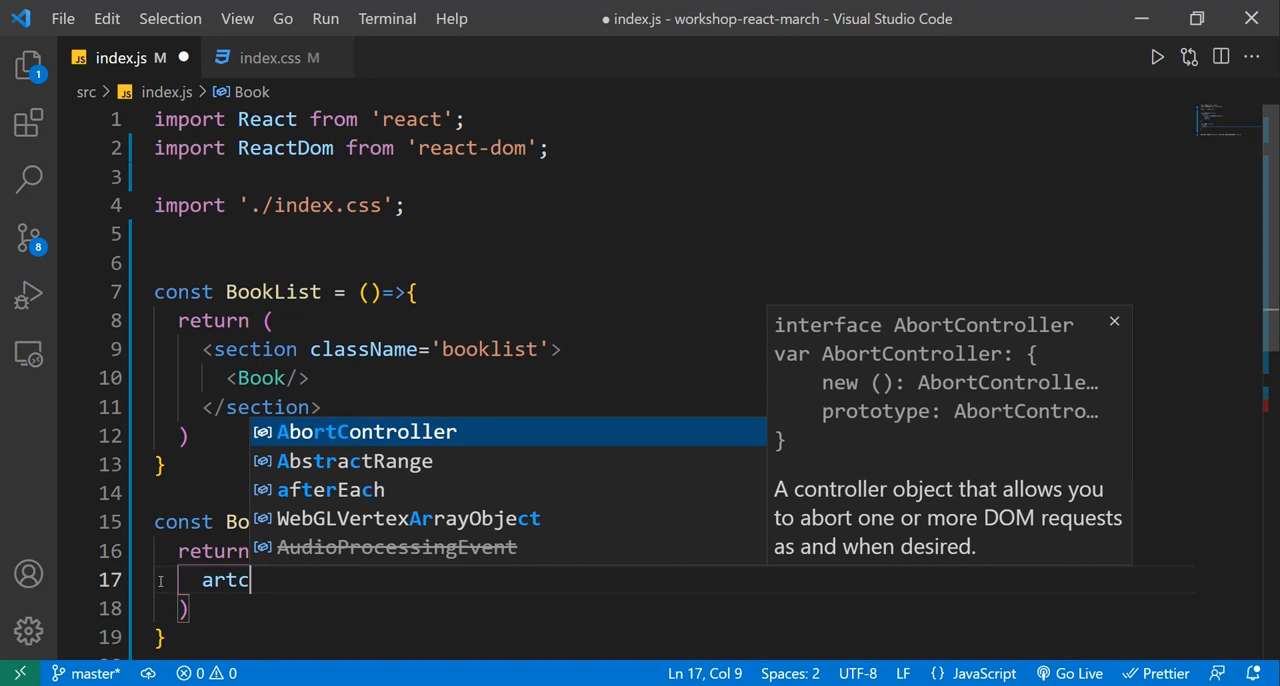 File Edit Selection View Go Run Terminal Help ● index.js - workshop-react-march - Visual Studio Code
JS index.js M ● index.css M
src > JS index.js > Book
1 import React from 'react';
2 import ReactDom from 'react-dom';
3
4 import './index.css';
5
6
7 const BookList = ()=>{
8 return (
9 <section className='booklist'>
10 <Book/>
11 </section>
12 )
13 }
14
15 const Bo
16 return
17 artc
18 )
19 }
AbortController
AbstractRange
afterEach
WebGLVertexArrayObject
AudioProcessingEvent
interface AbortController
var AbortController: {
new (): AbortControlle…
prototype: AbortContro…
}
A controller object that allows you
to abort one or more DOM requests
as and when desired.
1
8
master* 0 0 Ln 17, Col 9 Spaces: 2 UTF-8 LF {} JavaScript Go Live Prettier